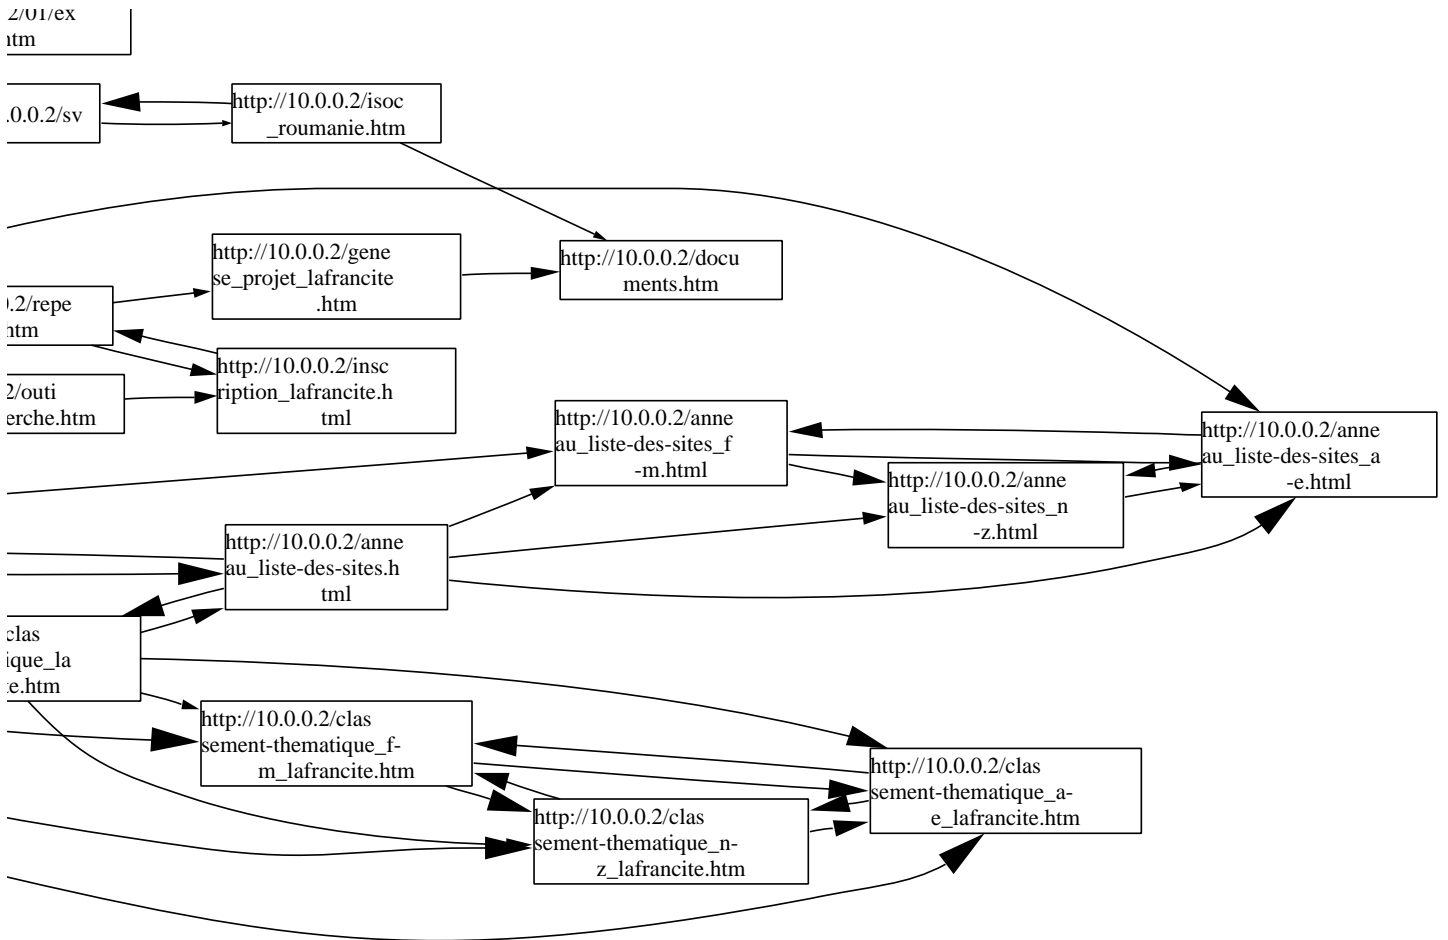 2/01/ex
htm
.0.0.2/sv
http://10.0.0.2/isoc
_roumanie.htm
http://10.0.0.2/gene
se_projet_lafrancite
.htm
http://10.0.0.2/docu
ments.htm
0.2/repe
htm
http://10.0.0.2/insc
ription_lafrancite.h
tml
2/outi
erche.htm
http://10.0.0.2/anne
au_liste-des-sites_f
-m.html
http://10.0.0.2/anne
au_liste-des-sites_a
-e.html
http://10.0.0.2/anne
au_liste-des-sites_n
-z.html
http://10.0.0.2/anne
au_liste-des-sites.h
tml
clas
ique_la
te.htm
http://10.0.0.2/clas
sement-thematique_f-
m_lafrancite.htm
http://10.0.0.2/clas
sement-thematique_a-
e_lafrancite.htm
http://10.0.0.2/clas
sement-thematique_n-
z_lafrancite.htm